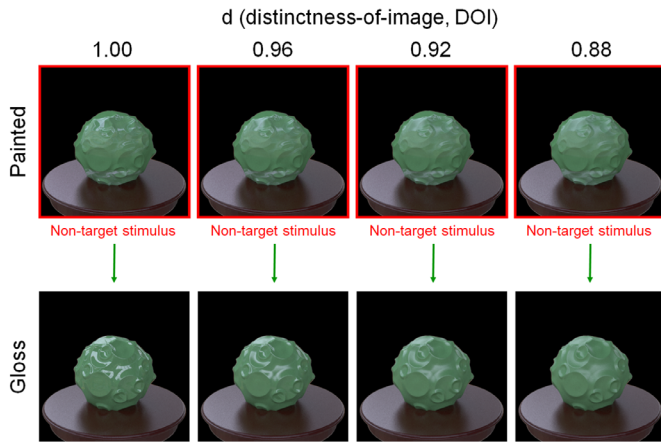 d (distinctness-of-image, DOI)
1.00 0.96 0.92 0.88
Painted
Non-target stimulus Non-target stimulus Non-target stimulus Non-target stimulus
Gloss